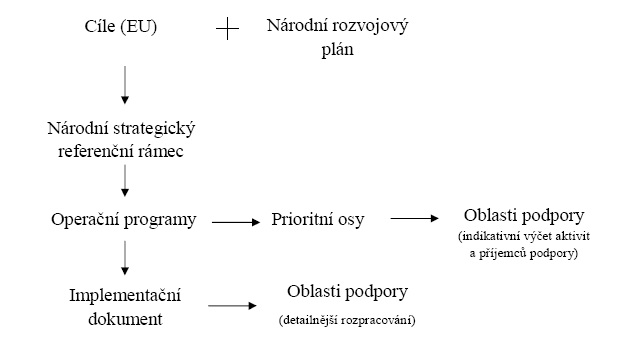 Cíle (EU)
Národní rozvojový
plán
Národní strategický
referenční rámec
Operační programy
Prioritní osy
Oblasti podpory
(indikativní výčet aktivit
a příjemců podpory)
Implementační
dokument
Oblasti podpory
(detailnější rozpracování)